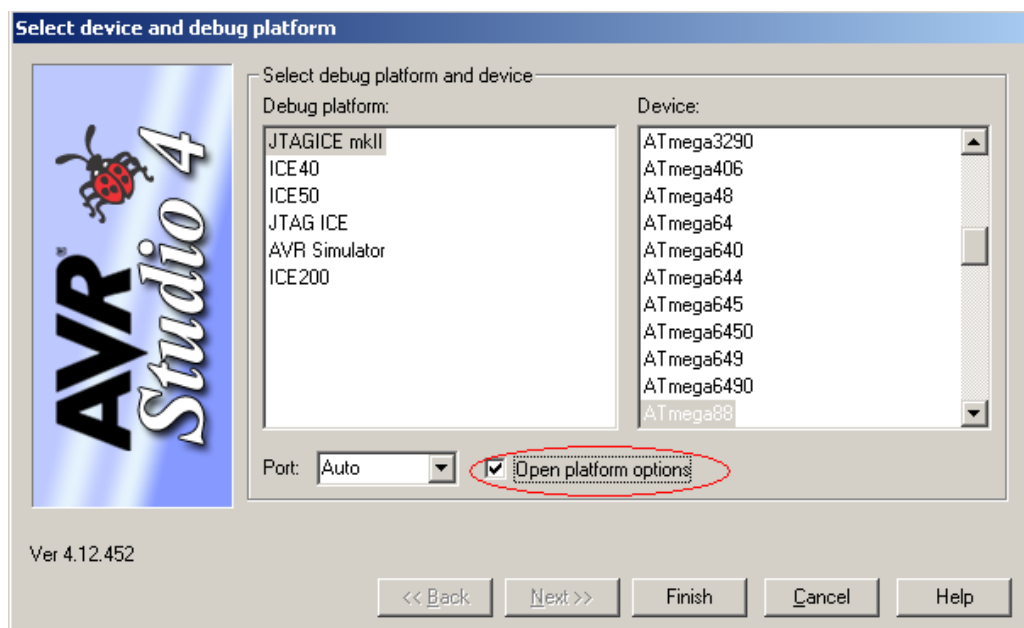 Select device and debug platform
AVR®
Studio 4
Select debug platform and device
Debug platform:
JTAGICE mkII
ICE40
ICE50
JTAG ICE
AVR Simulator
ICE200
Device:
ATmega3290
ATmega406
ATmega48
ATmega64
ATmega640
ATmega644
ATmega645
ATmega6450
ATmega649
ATmega6490
ATmega88
Port: Auto
Open platform options
Ver 4.12.452
<< Back
Next >>
Finish
Cancel
Help